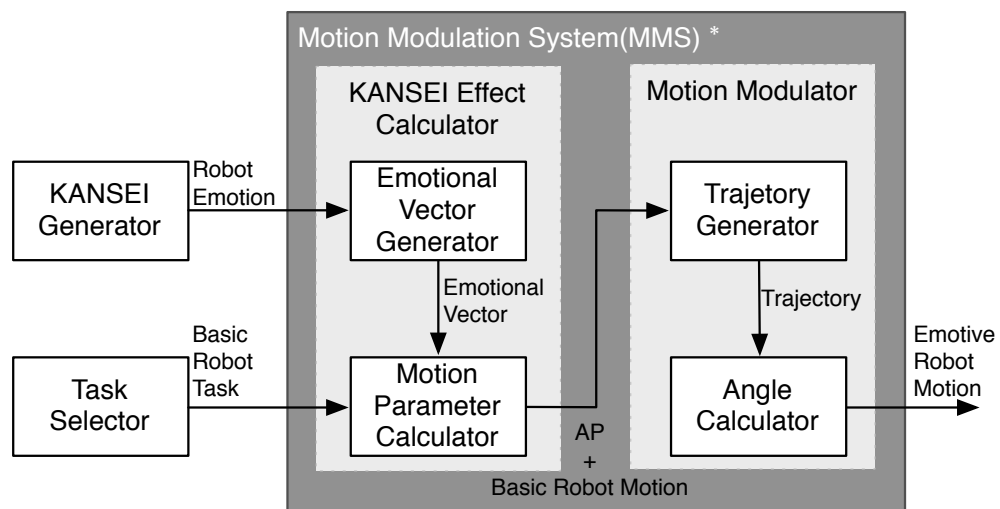 Motion Modulation System(MMS) *
KANSEI Effect
Calculator
Motion Modulator
KANSEI
Generator
Robot
Emotion
Emotional
Vector
Generator
Trajetory
Generator
Emotional
Vector
Trajectory
Task
Selector
Basic
Robot
Task
Motion
Parameter
Calculator
Angle
Calculator
Emotive
Robot
Motion
AP
+
Basic Robot Motion